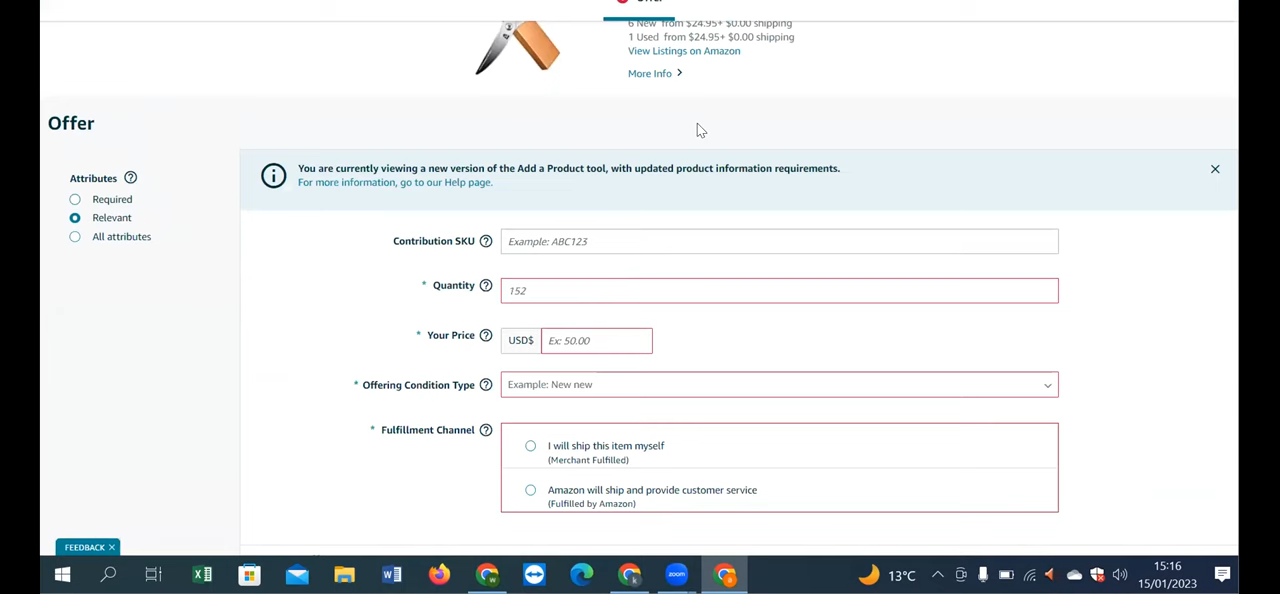 Offer
6 New from $24.95+ $0.00 shipping
1 Used from $24.95+ $0.00 shipping
View Listings on Amazon
More Info
Offer
Attributes
Required
Relevant
All attributes
You are currently viewing a new version of the Add a Product tool, with updated product information requirements.
For more information, go to our Help page.
Contribution SKU
Example: ABC123
* Quantity
152
* Your Price
USD$
Ex: 50.00
* Offering Condition Type
Example: New new
* Fulfillment Channel
I will ship this item myself
(Merchant Fulfilled)
Amazon will ship and provide customer service
(Fulfilled by Amazon)
FEEDBACK
zoom
13°C
15:16
15/01/2023